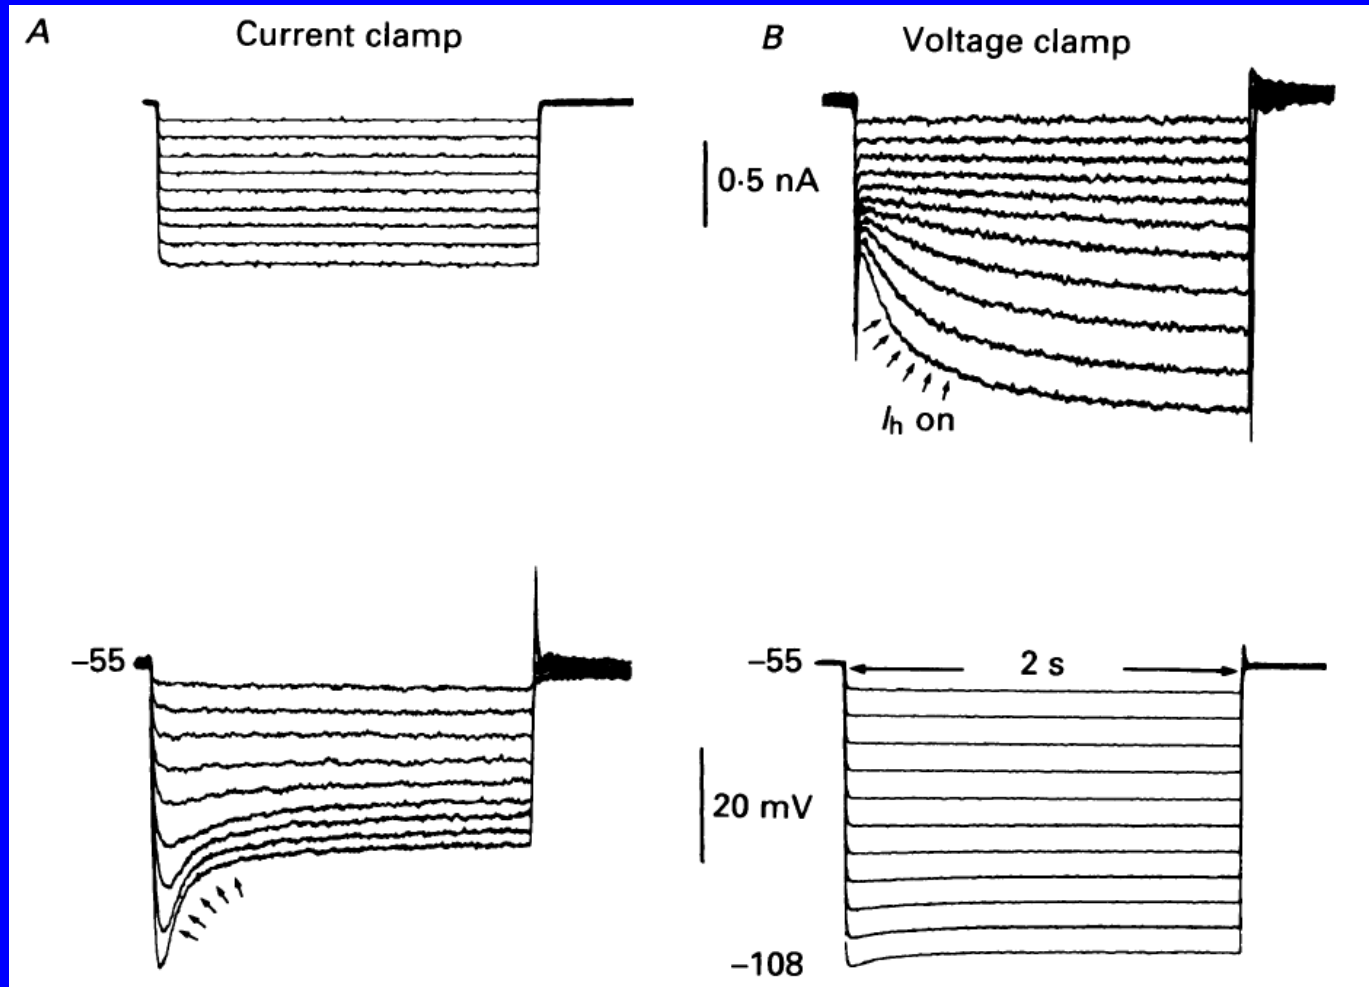 A
Current clamp
B
Voltage clamp
0·5 nA
Ih on
–55
–55
2 s
20 mV
–108